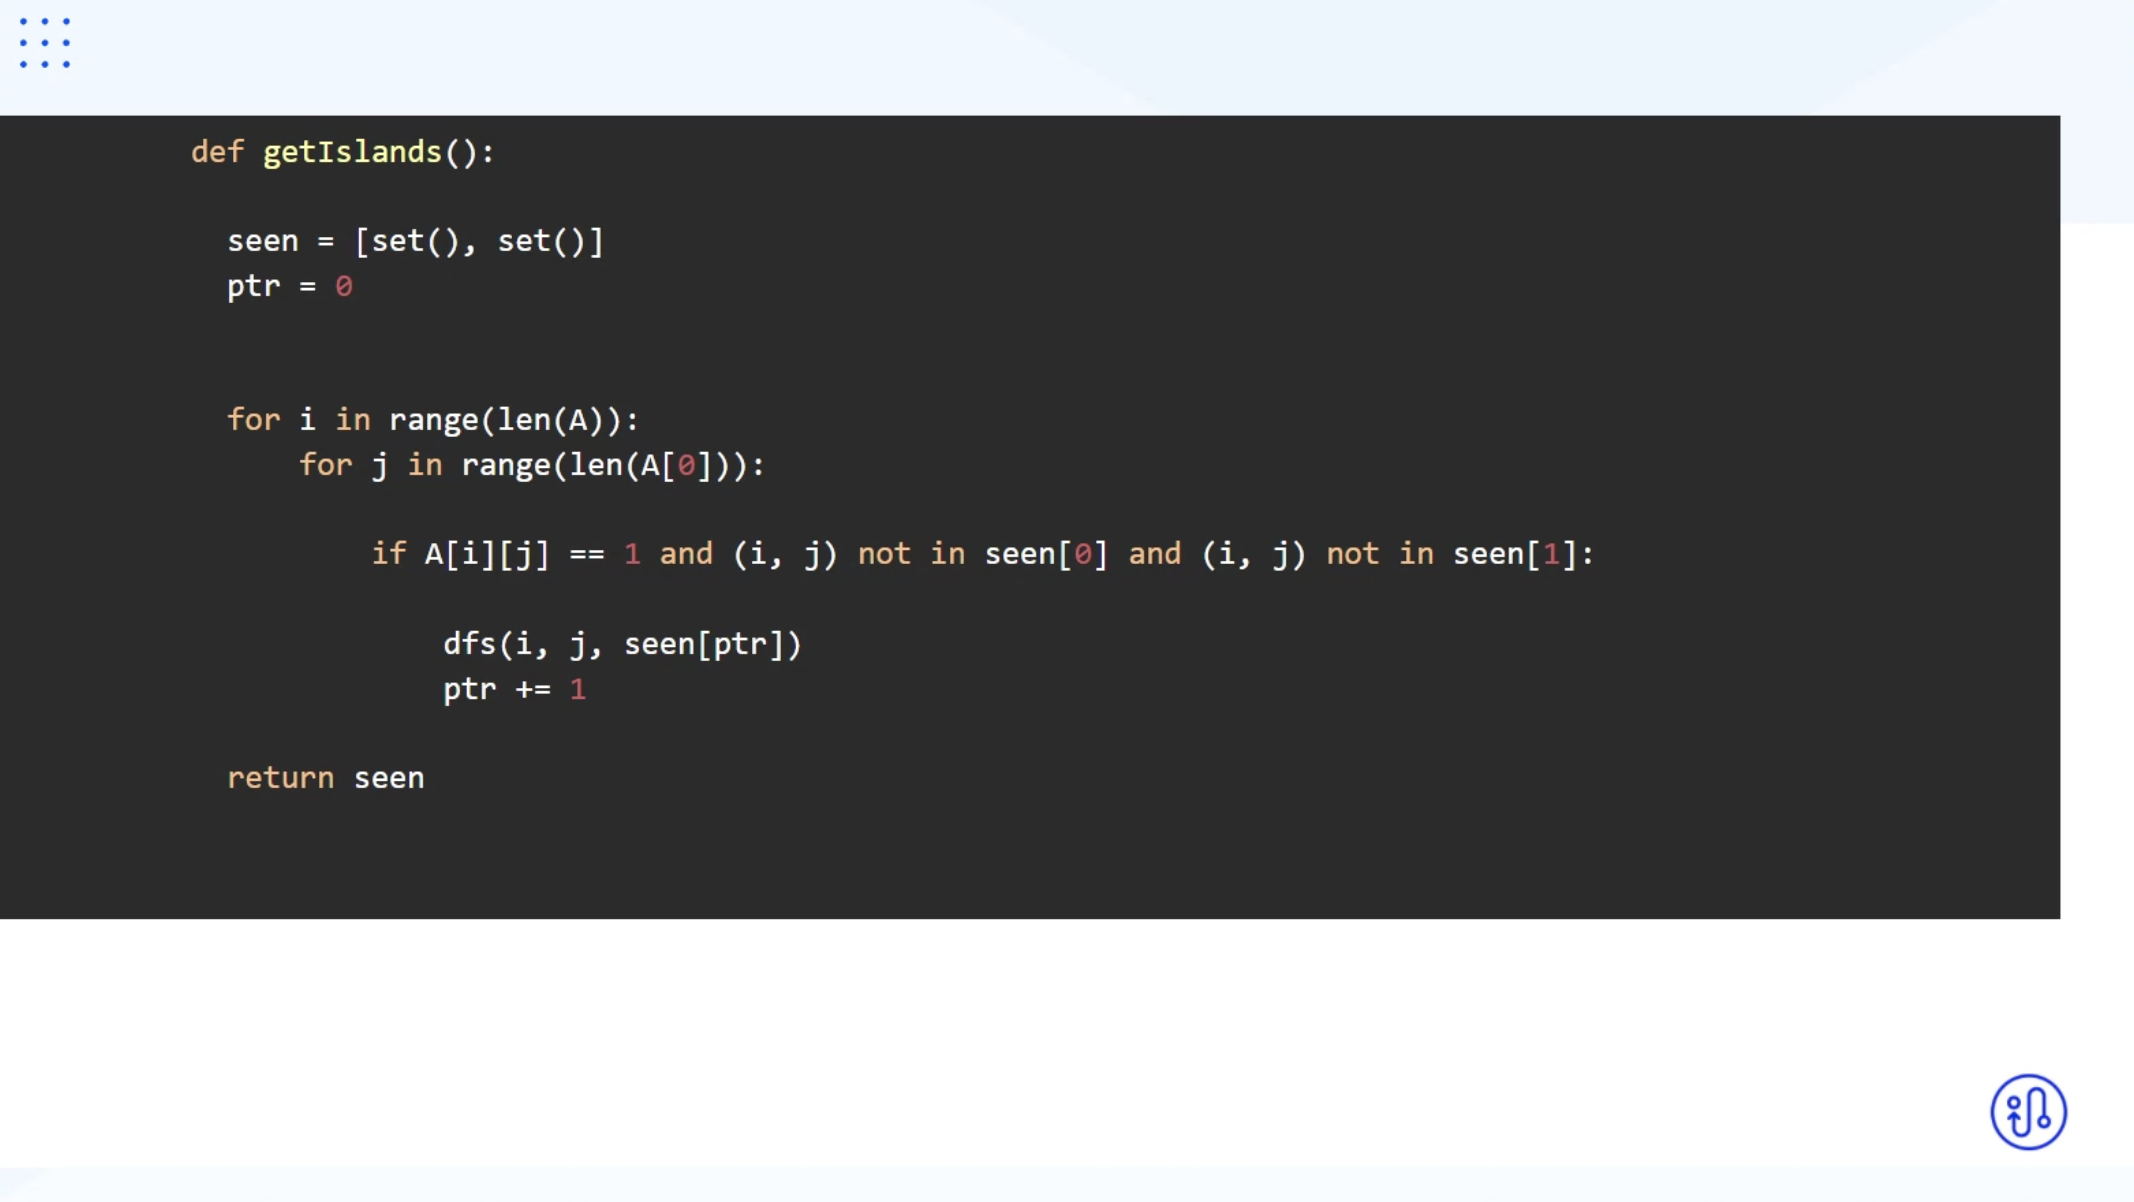 def getIslands():
seen = [set(), set()]
ptr = 0
for i in range(len(A)):
for j in range(len(A[0])):
if A[i][j] == 1 and (i, j) not in seen[0] and (i, j) not in seen[1]:
dfs(i, j, seen[ptr])
ptr += 1
return seen